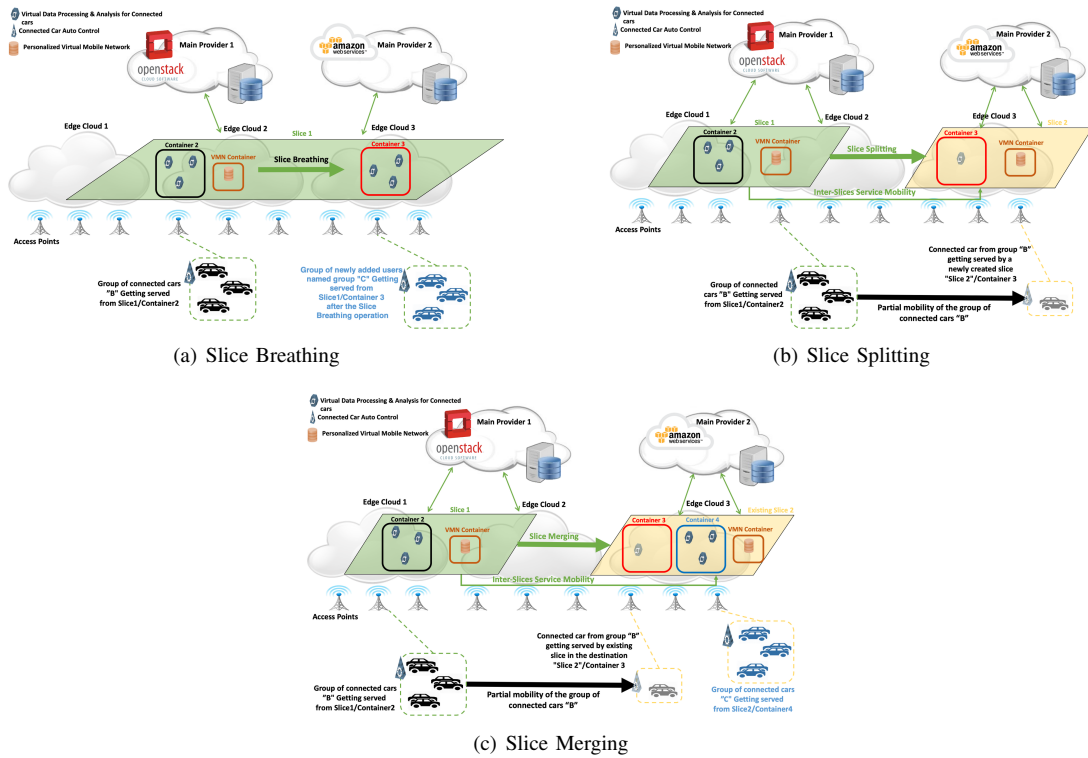 Virtual Data Processing & Analysis for Connected
cars
Connected Car Auto Control
Personalized Virtual Mobile Network
Main Provider 1
openstack
CLOUD SOFTWARE
Main Provider 2
amazon
webservices™
Edge Cloud 1
Edge Cloud 2
Slice 1
Edge Cloud 3
Container 2
VMN Container
Slice Breathing
Container 3
Access Points
Group of connected cars
"B" Getting served
from Slice1/Container2
Group of newly added users
named group "C" Getting
served from
Slice1/Container 3
after the Slice
Breathing operation
(a) Slice Breathing
Virtual Data Processing & Analysis for Connected
cars
Connected Car Auto Control
Personalized Virtual Mobile Network
Main Provider 1
openstack
CLOUD SOFTWARE
Main Provider 2
amazon
webservices™
Edge Cloud 1
Edge Cloud 2
Edge Cloud 3
Slice 1
Slice 2
Container 2
VMN Container
Slice Splitting
Container 3
VMN Container
Inter-Slices Service Mobility
Access Points
Connected car from group "B"
getting served by a
newly created slice
"Slice 2"/Container 3
Group of connected
cars "B" Getting served
from Slice1/Container2
Partial mobility of the group of
connected cars "B"
(b) Slice Splitting
Virtual Data Processing & Analysis for Connected
cars
Connected Car Auto Control
Personalized Virtual Mobile Network
Main Provider 1
openstack
CLOUD SOFTWARE
Main Provider 2
amazon
webservices™
Edge Cloud 1
Edge Cloud 2
Edge Cloud 3
Slice 1
Existing Slice 2
Container 2
VMN Container
Slice Merging
Container 3
Container 4
VMN Container
Inter-Slices Service Mobility
Access Points
Connected car from group "B"
getting served by existing
slice in the destination
"Slice 2"/Container 3
Group of connected cars
"B" Getting served
from Slice1/Container2
Partial mobility of the group of
connected cars "B"
Group of connected cars
"C" Getting served
from Slice2/Container4
(c) Slice Merging